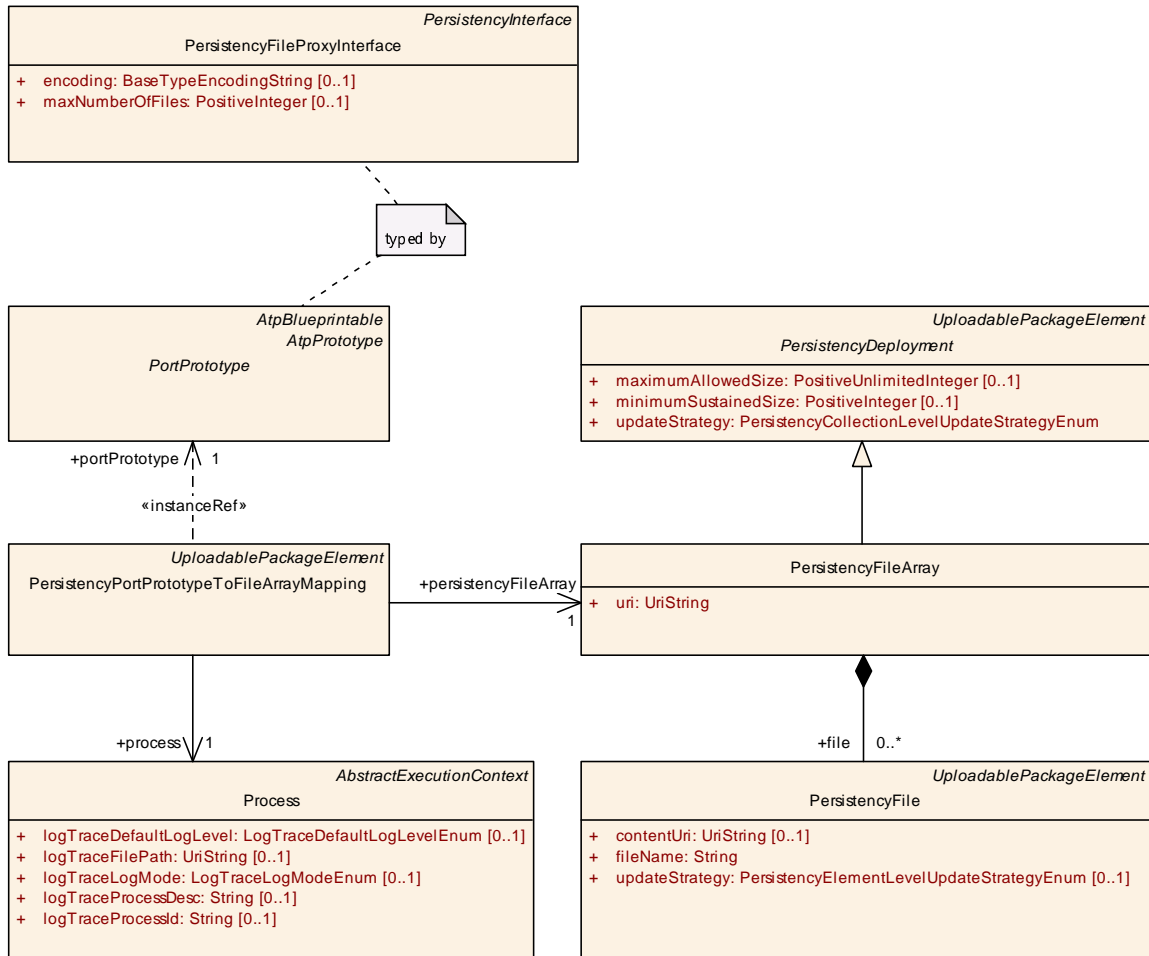 PersistencyInterface
PersistencyFileProxyInterface
+ encoding: BaseTypeEncodingString [0..1]
+ maxNumberOfFiles: PositiveInteger [0..1]
typed by
AtpBlueprintable
AtpPrototype
PortPrototype
UploadablePackageElement
PersistencyDeployment
+ maximumAllowedSize: PositiveUnlimitedInteger [0..1]
+ minimumSustainedSize: PositiveInteger [0..1]
+ updateStrategy: PersistencyCollectionLevelUpdateStrategyEnum
+portPrototype 1
«instanceRef»
UploadablePackageElement
PersistencyPortPrototypeToFileArrayMapping
+persistencyFileArray
1
PersistencyFileArray
+ uri: UriString
+process 1
+file 0..*
AbstractExecutionContext
Process
+ logTraceDefaultLogLevel: LogTraceDefaultLogLevelEnum [0..1]
+ logTraceFilePath: UriString [0..1]
+ logTraceLogMode: LogTraceLogModeEnum [0..1]
+ logTraceProcessDesc: String [0..1]
+ logTraceProcessId: String [0..1]
UploadablePackageElement
PersistencyFile
+ contentUri: UriString [0..1]
+ fileName: String
+ updateStrategy: PersistencyElementLevelUpdateStrategyEnum [0..1]